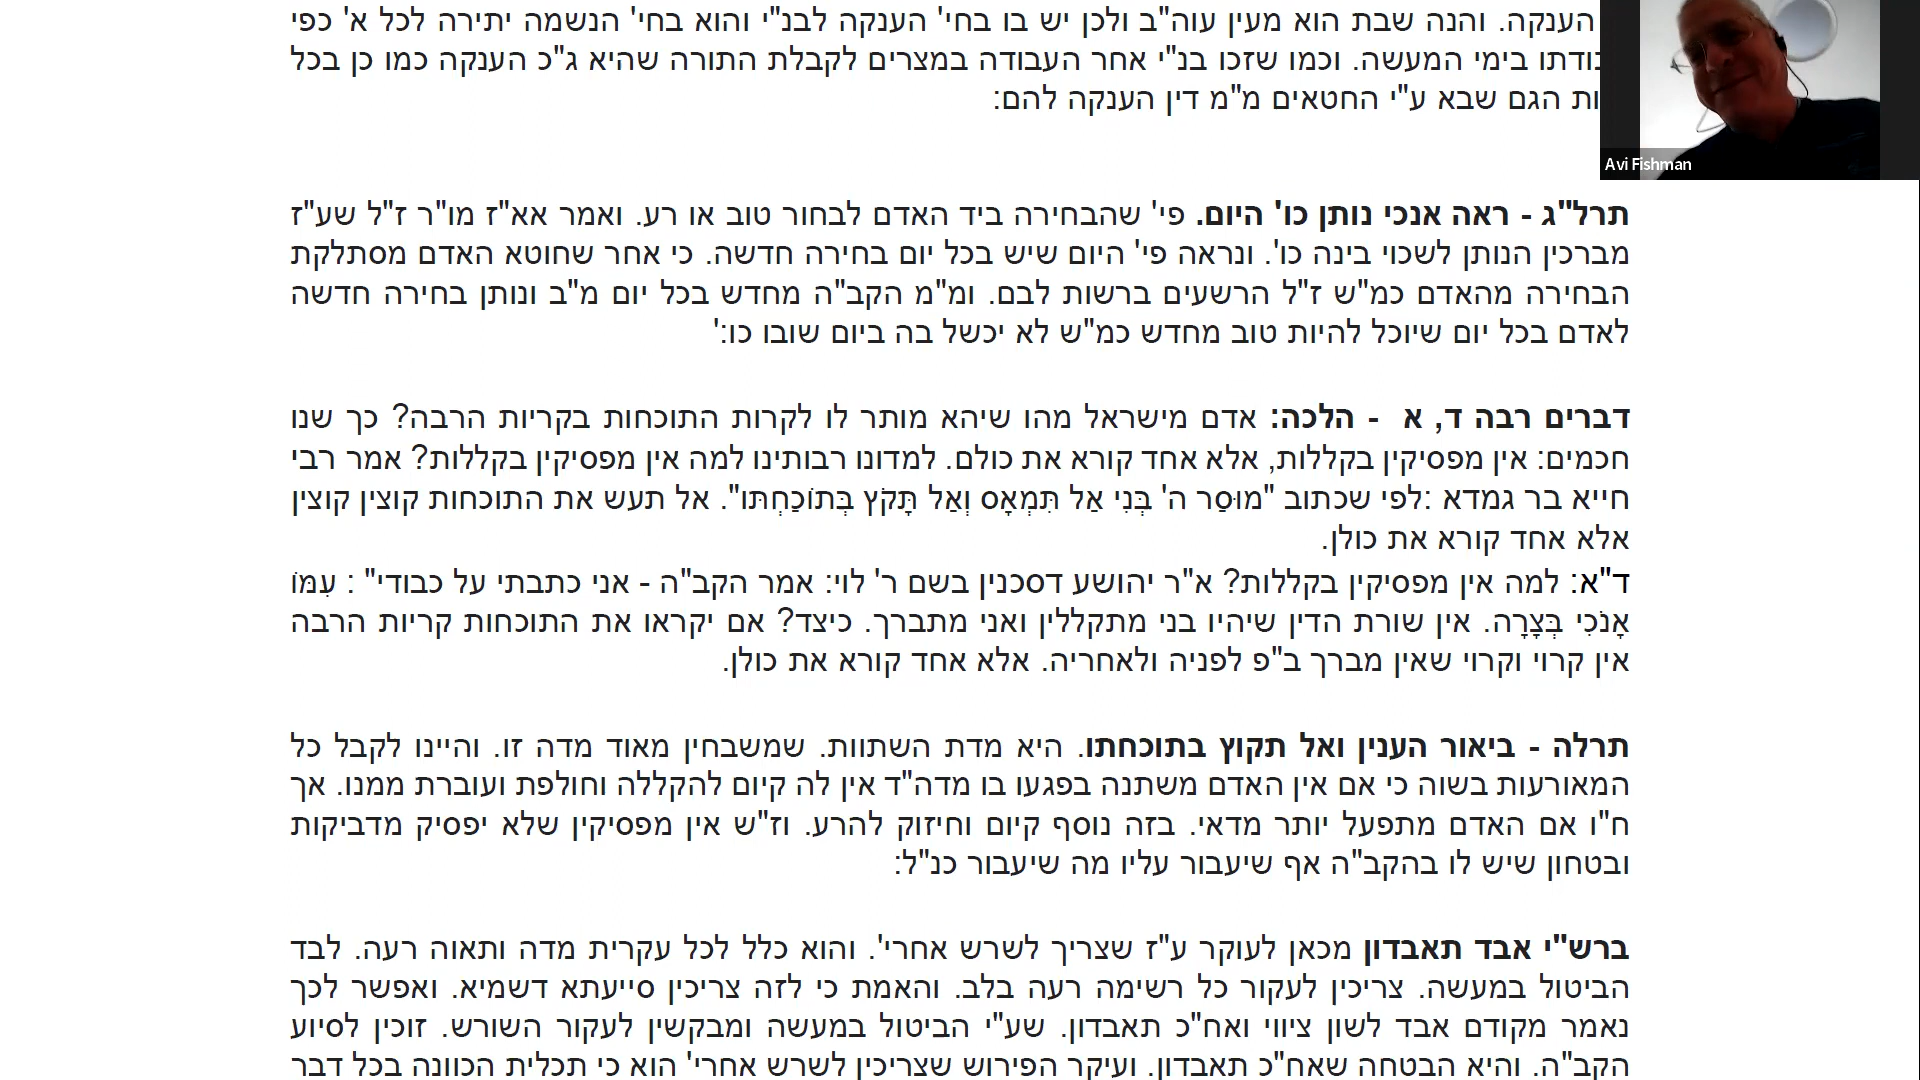 הענקה. והנה שבת הוא מעין עוה"ב ולכן יש בו בחי' הענקה לבנ"י והוא בחי' הנשמה יתירה לכל א' כפי
בימי המעשה. וכמו שזכו בנ"י אחר העבודה במצרים לקבלת התורה שהיא ג"כ הענקה כמו כן בכל
הגם שבא ע"י החטאים מ"מ דין הענקה להם:
Avi Fishman
תרל"ג - ראה אנכי נותן כו' היום. פי' שהבחירה ביד האדם לבחור טוב או רע. ואמר אא"ז מו"ר ז"ל שע"ז
מברכין הנותן לשכוי בינה כו'. ונראה פי' היום שיש בכל יום בחירה חדשה. כי אחר שחוטא האדם מסתלקת
הבחירה מהאדם כמ"ש ז"ל הרשעים ברשות לבם. ומ"מ הקב"ה מחדש בכל יום מ"ב ונותן בחירה חדשה
לאדם בכל יום שיוכל להיות טוב מחדש כמ"ש לא יכשל בה ביום שובו כו':
דברים רבה ד, א - הלכה: אדם מישראל מהו שיהא מותר לו לקרות התוכחות בקריות הרבה? כך שנו
חכמים: אין מפסיקין בקללות, אלא אחד קורא את כולם. למדונו רבותינו למה אין מפסיקין בקללות? אמר רבי
חייא בר גמדא :לפי שכתוב "מוּסַר ה' בְּנִי אַל תִּמְאָס וְאַל תָּקֹץ בְּתוֹכַחְתּוֹ". אל תעש את התוכחות קוצין קוצין
אלא אחד קורא את כולן.
ד"א: למה אין מפסיקין בקללות? א"ר יהושע דסכנין בשם ר' לוי: אמר הקב"ה - אני כתבתי על כבודי" : עִמּוֹ
אָנֹכִי בְּצָרָה. אין שורת הדין שיהיו בני מתקללין ואני מתברך. כיצד? אם יקראו את התוכחות קריות הרבה
אין קרוי וקרוי שאין מברך ב"פ לפניה ולאחריה. אלא אחד קורא את כולן.
תרלה - ביאור הענין ואל תקוץ בתוכחתו. היא מדת השתוות. שמשבחין מאוד מדה זו. והיינו לקבל כל
המאורעות בשוה כי אם אין האדם משתנה בפגעו בו מדה"ד אין לה קיום להקללה וחולפת ועוברת ממנו. אך
ח"ו אם האדם מתפעל יותר מדאי. בזה נוסף קיום וחיזוק להרע. וז"ש אין מפסיקין שלא יפסיק מדביקות
ובטחון שיש לו בהקב"ה אף שיעבור עליו מה שיעבור כנ"ל:
ברש"י אבד תאבדון מכאן לעוקר ע"ז שצריך לשרש אחרי'. והוא כלל לכל עקרית מדה ותאוה רעה. לבד
הביטול במעשה. צריכין לעקור כל רשימה רעה בלב. והאמת כי לזה צריכין סייעתא דשמיא. ואפשר לכך
נאמר מקודם אבד לשון ציווי ואח"כ תאבדון. שע"י הביטול במעשה ומבקשין לעקור השורש. זוכין לסיוע
הקב"ה. והיא הבטחה שאח"כ תאבדון. ועיקר הפירוש שצריכין לשרש אחרי' הוא כי תכלית הכוונה בכל דבר